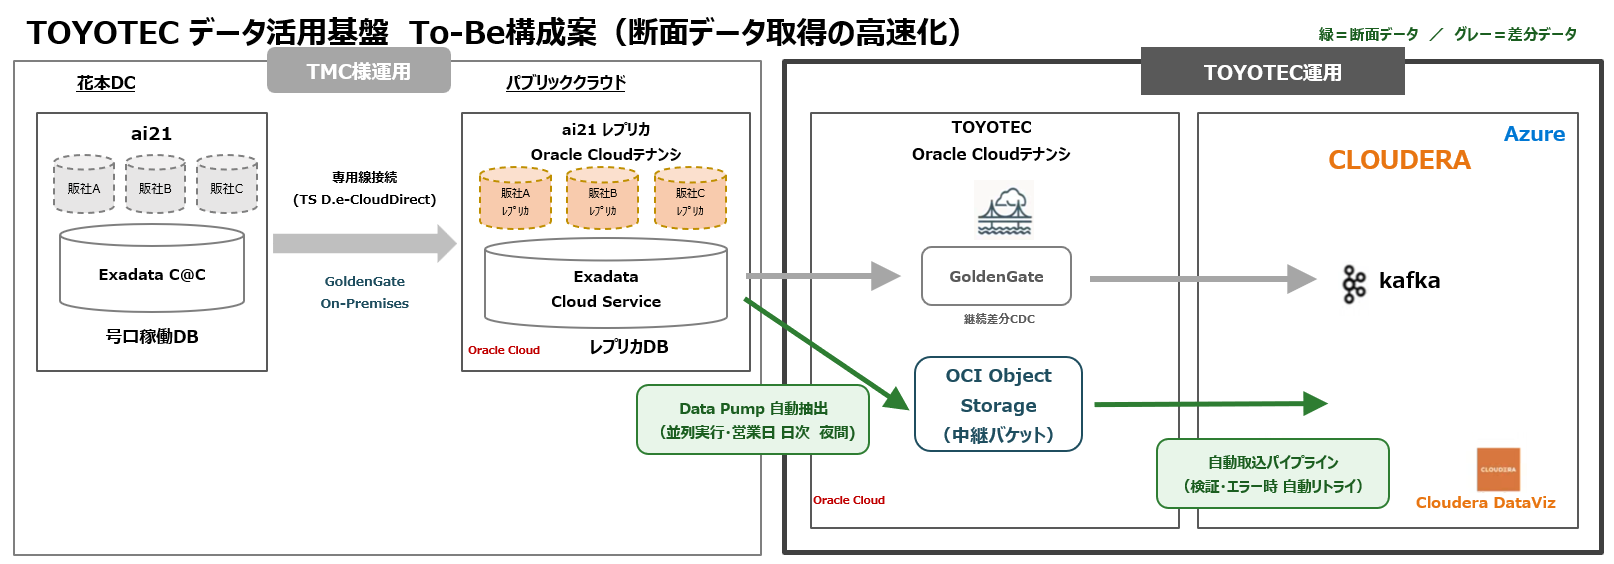 TOYOTEC データ活用基盤 To-Be構成案（断面データ取得の高速化）
緑＝断面データ ／ グレー＝差分データ
TMC様運用
TOYOTEC運用
花本DC
パブリッククラウド
ai21
販社A
販社B
販社C
Exadata C@C
号口稼働DB
専用線接続
(TS D.e-CloudDirect)
GoldenGate
On-Premises
ai21 レプリカ
Oracle Cloudテナンシ
販社A
ﾚﾌﾟﾘｶ
販社B
ﾚﾌﾟﾘｶ
販社C
ﾚﾌﾟﾘｶ
Exadata
Cloud Service
レプリカDB
Oracle Cloud
Data Pump 自動抽出
（並列実行・営業日 日次 夜間）
TOYOTEC
Oracle Cloudテナンシ
GoldenGate
継続差分CDC
OCI Object
Storage
（中継バケット）
Oracle Cloud
Azure
CLOUDERA
kafka
自動取込パイプライン
（検証・エラー時 自動リトライ）
CLOUDERA
Cloudera DataViz